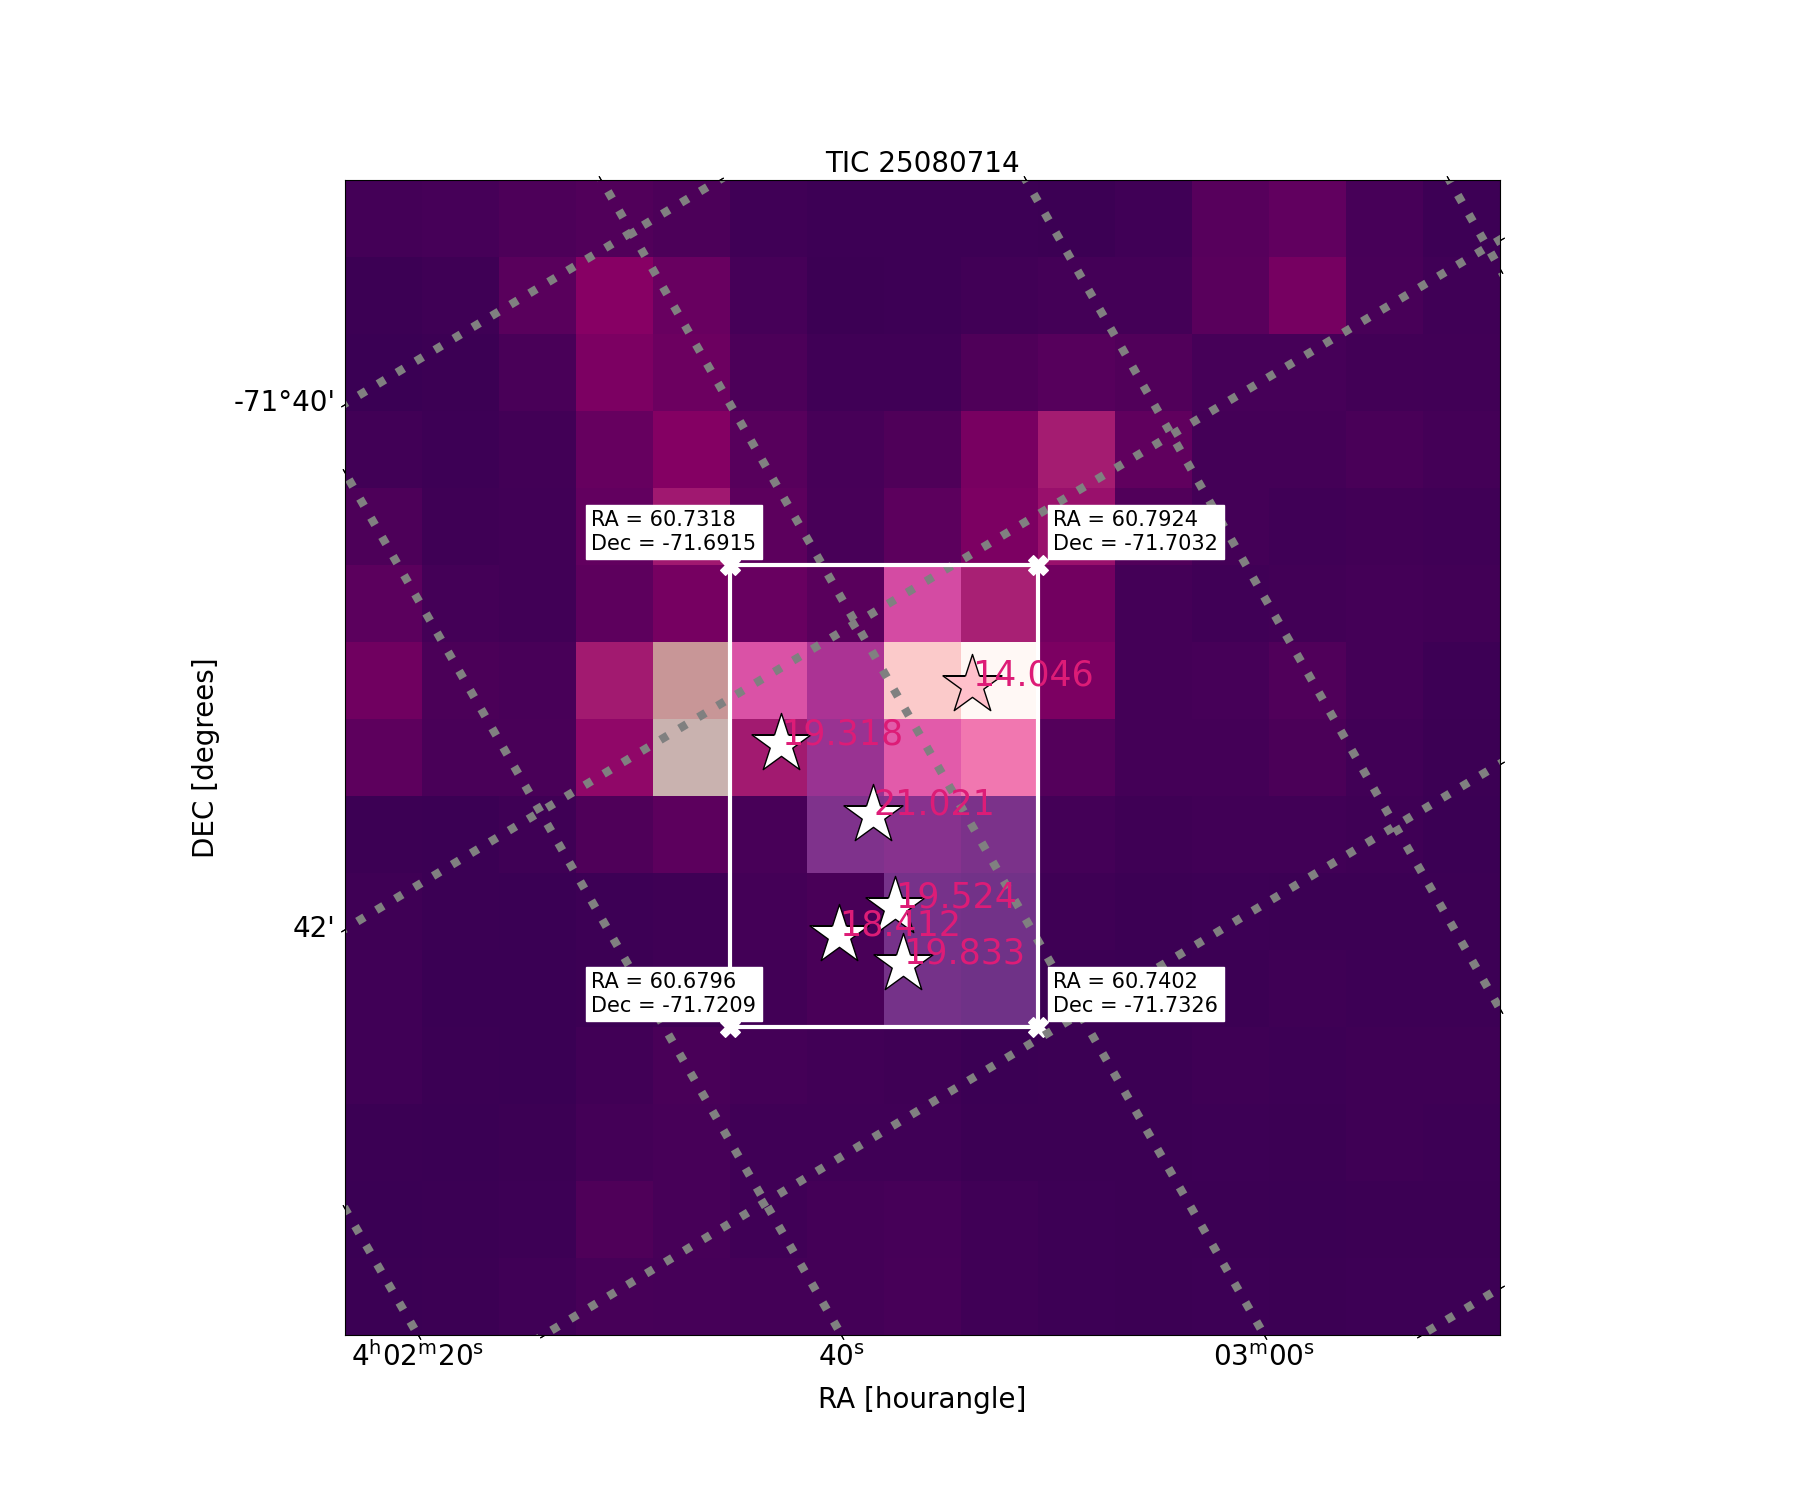 TIC 25080714
-71°40'
RA = 60.7318
Dec = -71.6915
RA = 60.7924
Dec = -71.7032
14.046
19.318
21.021
19.524
18.412
19.833
42'
RA = 60.6796
Dec = -71.7209
RA = 60.7402
Dec = -71.7326
DEC [degrees]
4h02m20s
40s
03m00s
RA [hourangle]